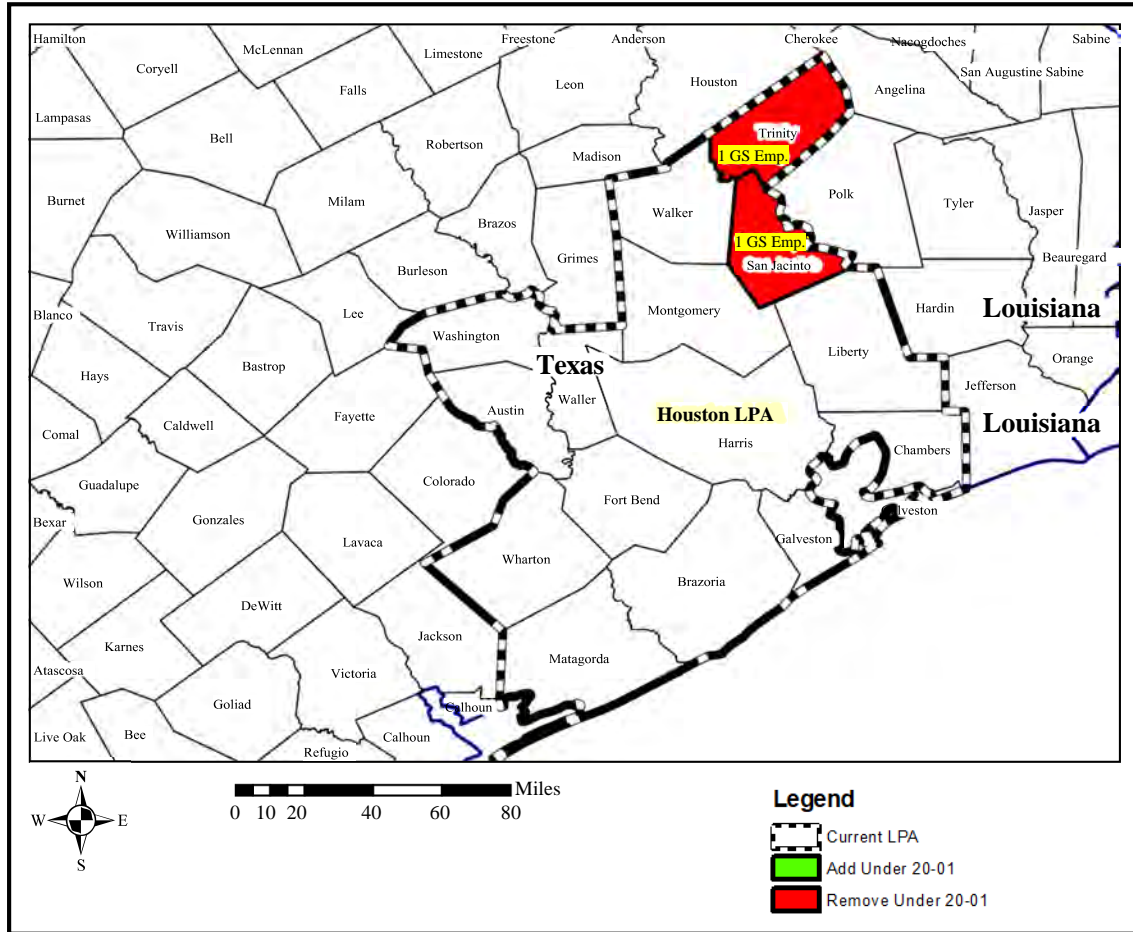 Hamilton
McLennan
Limestone
Freestone
Anderson
Cherokee
Nacogdoches
Sabine
Coryell
Falls
Leon
Houston
Angelina
San Augustine Sabine
Lampasas
Bell
Robertson
Madison
Trinity
1 GS Emp.
Burnet
Williamson
Milam
Brazos
Grimes
Walker
Polk
Tyler
Jasper
1 GS Emp.
San Jacinto
Beauregard
Burleson
Blanco
Travis
Lee
Washington
Montgomery
Hardin
Louisiana
Hays
Bastrop
Texas
Liberty
Jefferson
Orange
Comal
Caldwell
Fayette
Austin
Waller
Houston LPA
Harris
Louisiana
Chambers
Guadalupe
Colorado
Fort Bend
Bexar
Gonzales
Lavaca
Galveston
Galveston
Wilson
Wharton
Brazoria
DeWitt
Karnes
Jackson
Matagorda
Atascosa
Goliad
Victoria
Calhoun
Live Oak
Bee
Refugio
Calhoun
N
W
E
S
Miles
0 10 20 40 60 80
Legend
Current LPA
Add Under 20-01
Remove Under 20-01